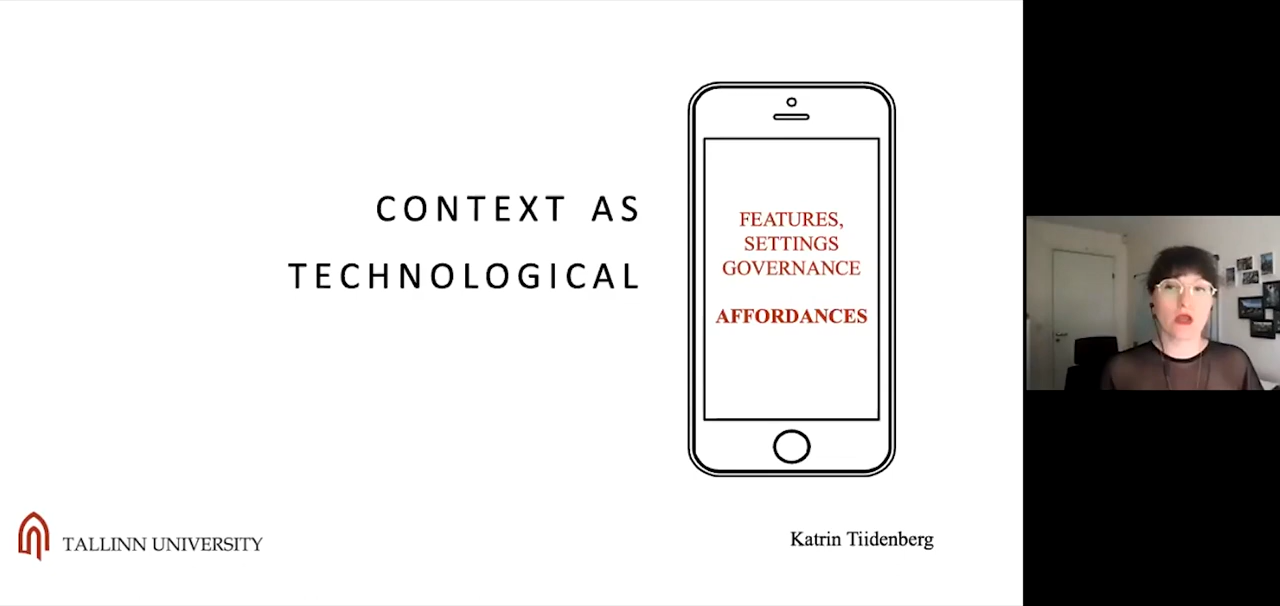 CONTEXT AS
TECHNOLOGICAL
FEATURES,
SETTINGS
GOVERNANCE
AFFORDANCES
TALLINN UNIVERSITY
Katrin Tiidenberg